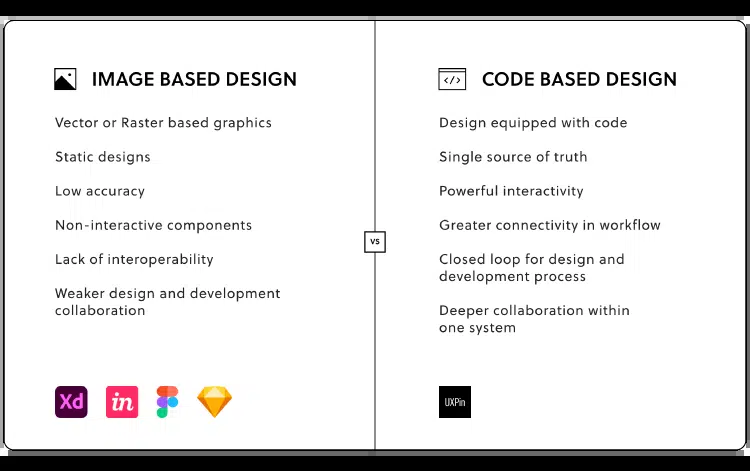 IMAGE BASED DESIGN
Vector or Raster based graphics
Static designs
Low accuracy
Non-interactive components
Lack of interoperability
Weaker design and development
collaboration
Xd
in
VS
</> CODE BASED DESIGN
Design equipped with code
Single source of truth
Powerful interactivity
Greater connectivity in workflow
Closed loop for design and
development process
Deeper collaboration within
one system
UXPin